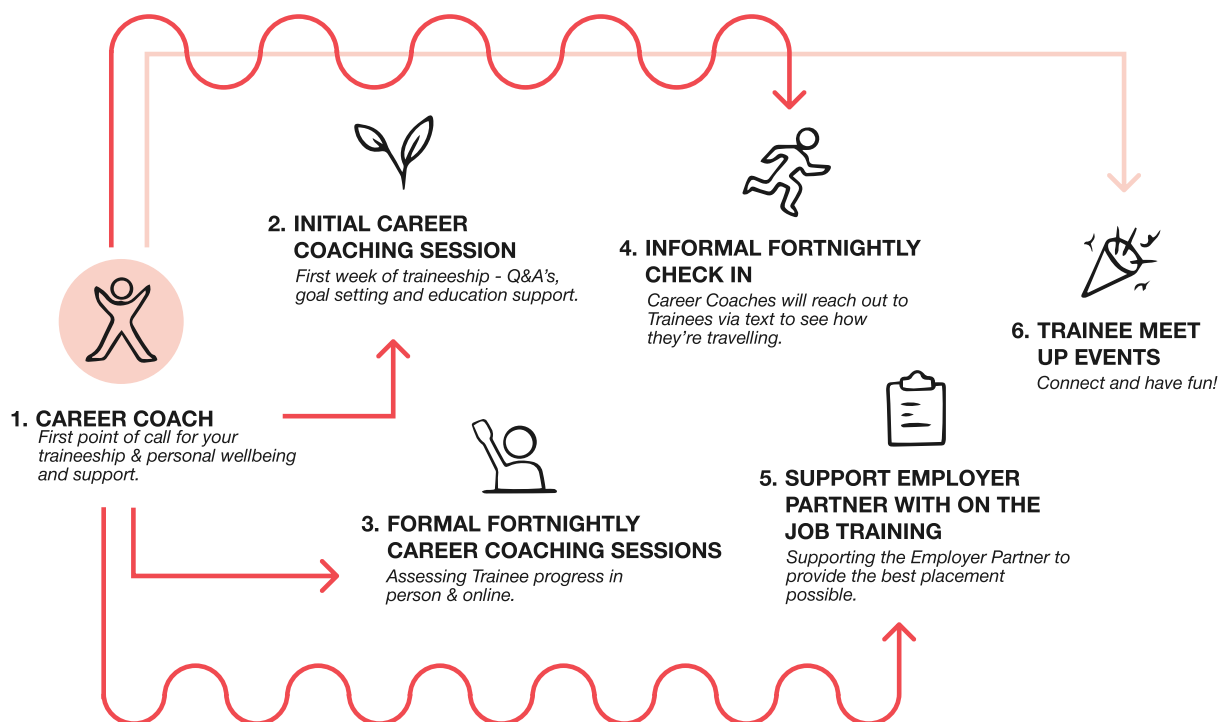 1. CAREER COACH
First point of call for your
traineeship & personal wellbeing
and support.
2. INITIAL CAREER
COACHING SESSION
First week of traineeship - Q&A’s,
goal setting and education support.
3. FORMAL FORTNIGHTLY
CAREER COACHING SESSIONS
Assessing Trainee progress in
person & online.
4. INFORMAL FORTNIGHTLY
CHECK IN
Career Coaches will reach out to
Trainees via text to see how
they’re travelling.
5. SUPPORT EMPLOYER
PARTNER WITH ON THE
JOB TRAINING
Supporting the Employer Partner to
provide the best placement
possible.
6. TRAINEE MEET
UP EVENTS
Connect and have fun!